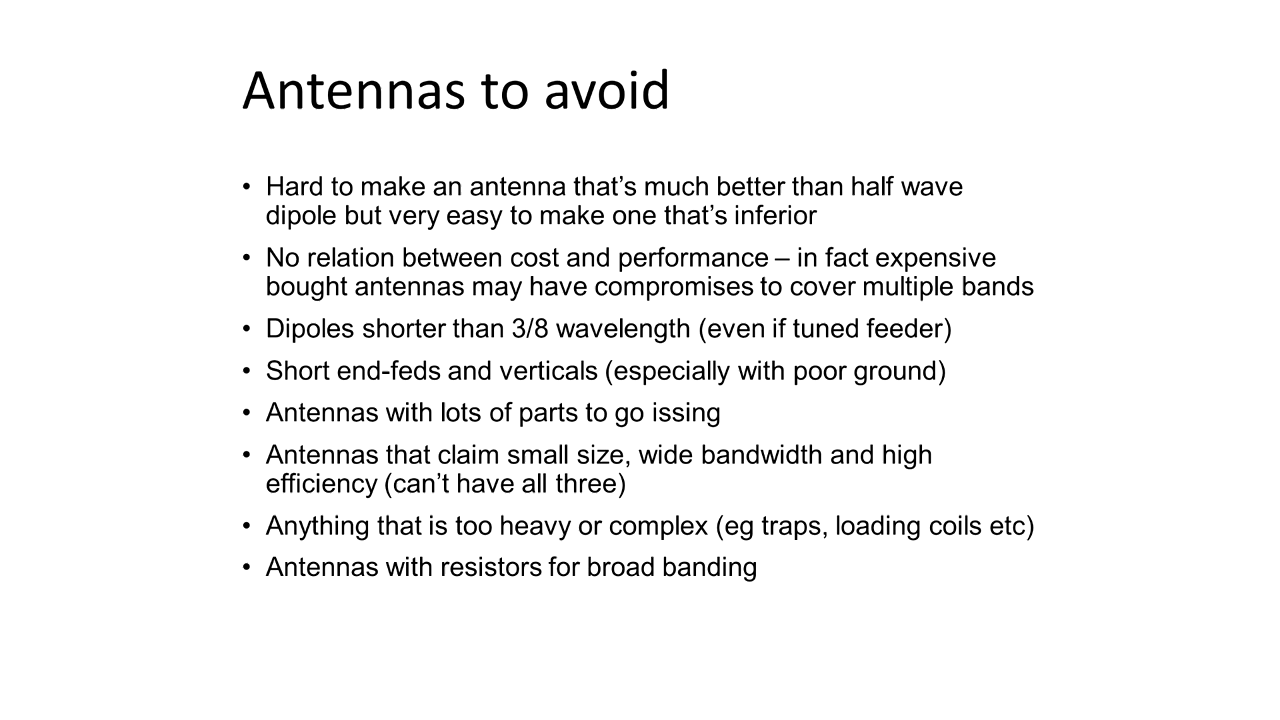 Antennas to avoid
• Hard to make an antenna that’s much better than half wave
dipole but very easy to make one that’s inferior
• No relation between cost and performance – in fact expensive
bought antennas may have compromises to cover multiple bands
• Dipoles shorter than 3/8 wavelength (even if tuned feeder)
• Short end-feds and verticals (especially with poor ground)
• Antennas with lots of parts to go issing
• Antennas that claim small size, wide bandwidth and high
efficiency (can’t have all three)
• Anything that is too heavy or complex (eg traps, loading coils etc)
• Antennas with resistors for broad banding